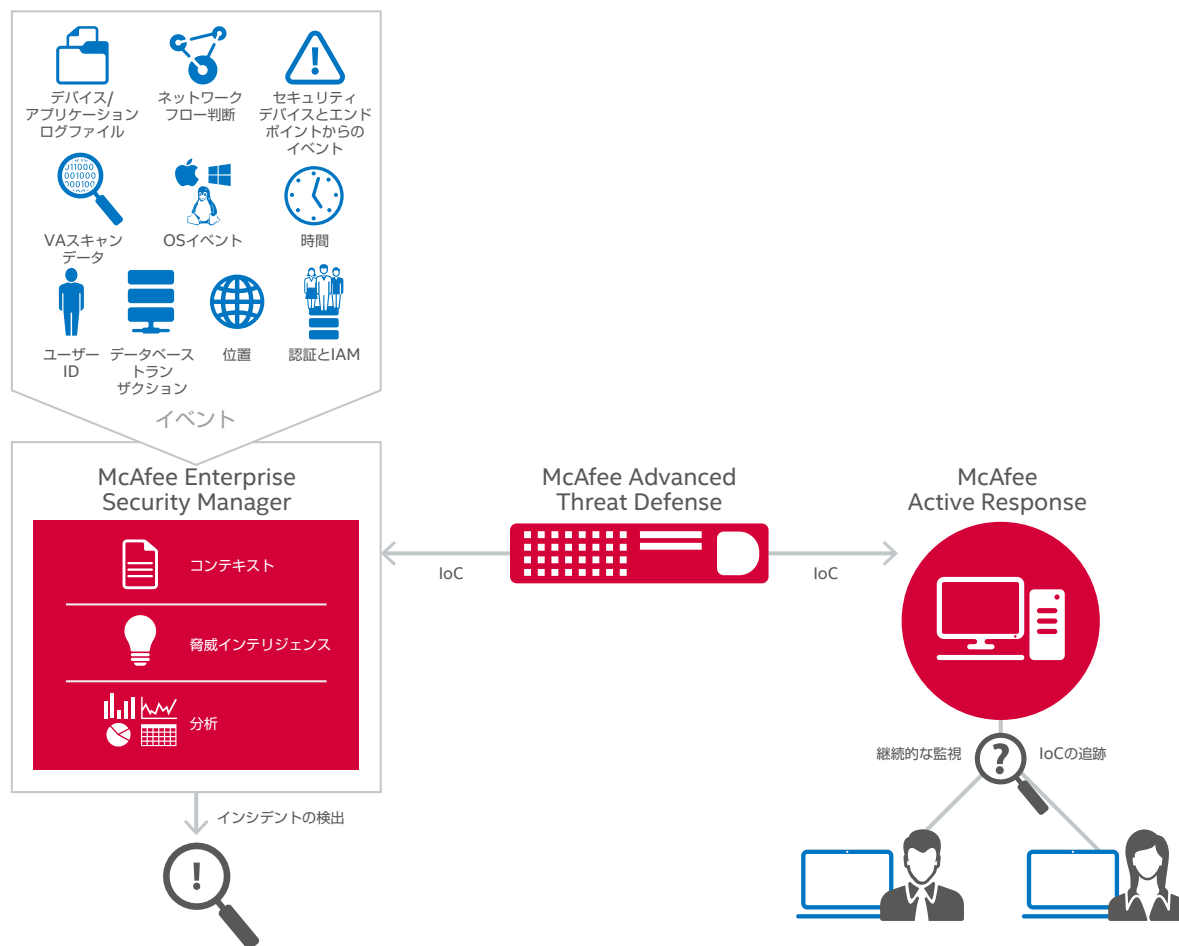 デバイス/
アプリケーション
ログファイル
ネットワーク
フロー判断
セキュリティ
デバイスとエンド
ポイントからの
イベント
011000
001000
000100
VAスキャン
データ
OSイベント
時間
ユーザー
ID
データベース
トラン
ザクション
位置
認証とIAM
イベント
McAfee Enterprise
Security Manager
コンテキスト
脅威インテリジェンス
分析
インシデントの検出
!
IoC
McAfee Advanced
Threat Defense
IoC
McAfee
Active Response
継続的な監視
?
IoCの追跡